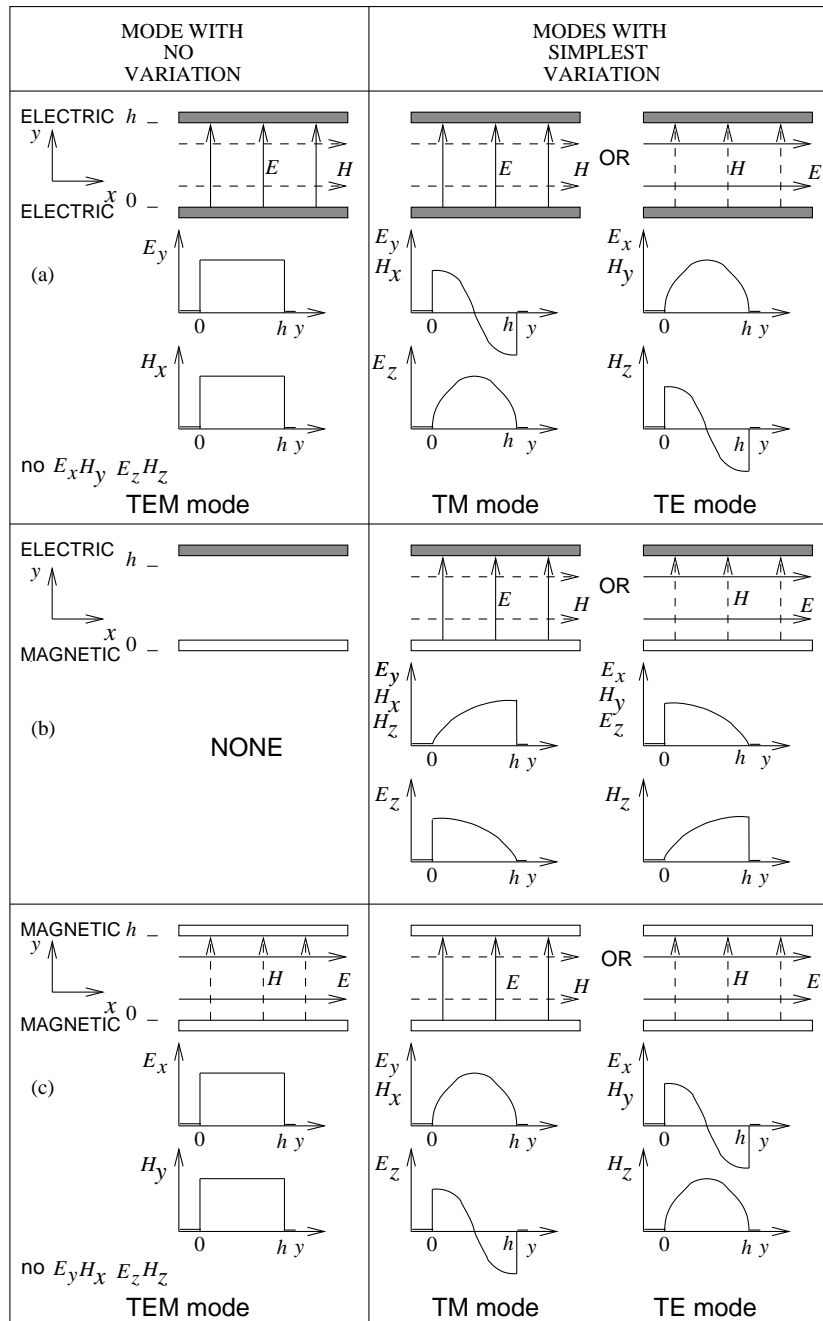 MODE WITH
NO
VARIATION
MODES WITH
SIMPLEST
VARIATION
ELECTRIC h
y
x 0
ELECTRIC
E
H
E
H
OR
H
E
(a)
E_y
0 h y
H_x
0 h y
E_y
H_x
0 h y
E_z
0 h y
E_x
H_y
0 h y
H_z
0 h y
no E_x H_y E_z H_z
TEM mode
TM mode
TE mode
ELECTRIC h
y
x 0
MAGNETIC
E
H
OR
H
E
(b)
NONE
E_y
H_x
H_z
0 h y
E_z
0 h y
E_x
H_y
E_z
0 h y
H_z
0 h y
MAGNETIC h
y
x 0
MAGNETIC
H
E
E
H
OR
H
E
(c)
E_x
0 h y
H_y
0 h y
E_y
H_x
0 h y
E_z
0 h y
E_x
H_y
0 h y
H_z
0 h y
no E_y H_x E_z H_z
TEM mode
TM mode
TE mode